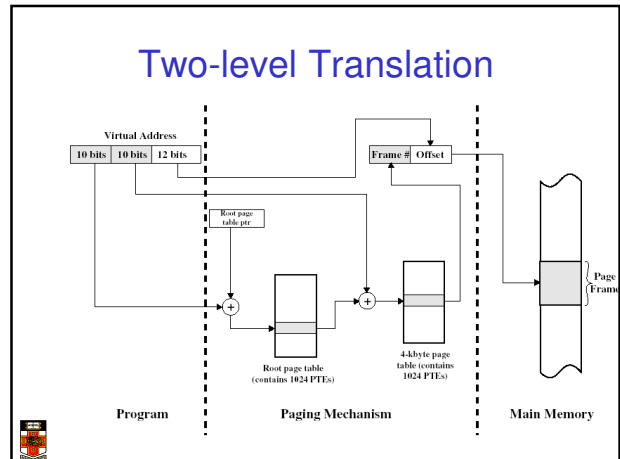 Two-level Translation
Virtual Address
10 bits 10 bits 12 bits
Frame # Offset
Root page
table ptr
+
+
Page
Frame
Root page table
(contains 1024 PTEs)
4-kbyte page
table (contains
1024 PTEs)
Program
Paging Mechanism
Main Memory